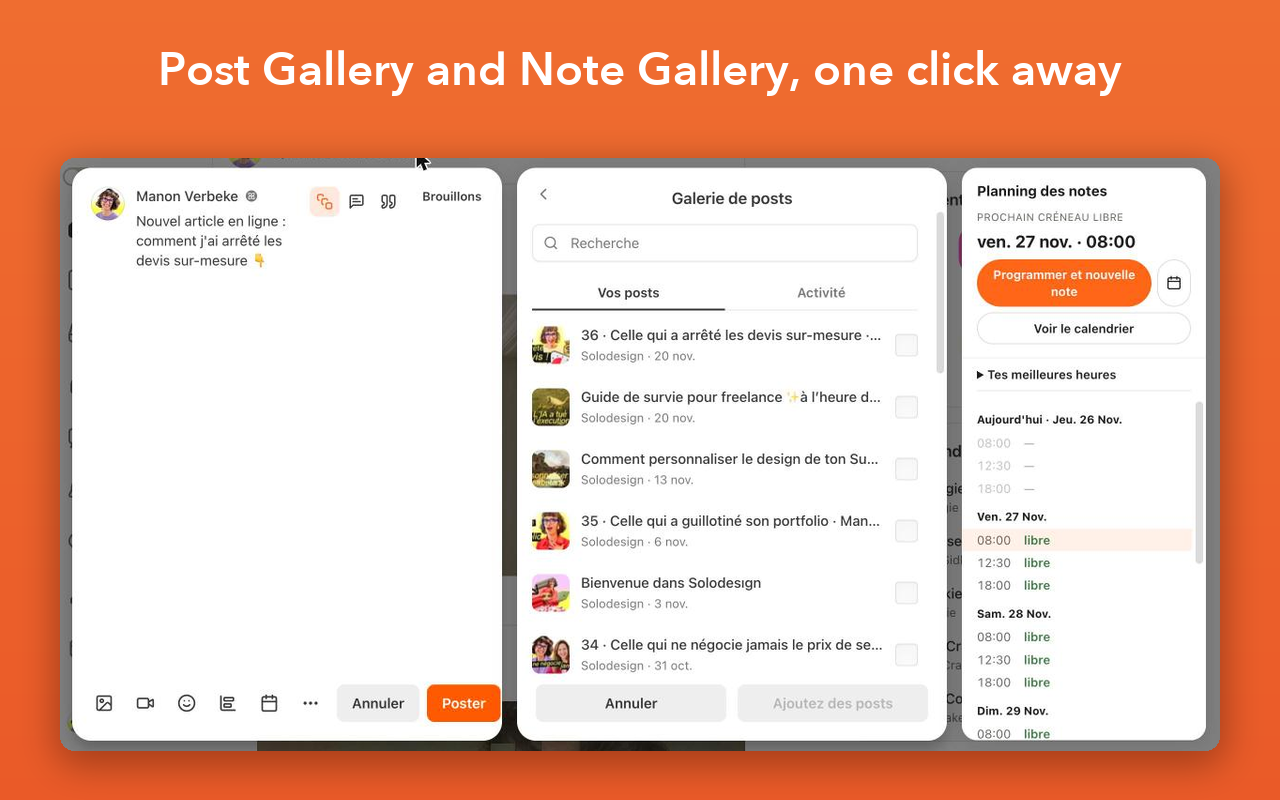 Post Gallery and Note Gallery, one click away
Manon Verbeke
Brouillons
Nouvel article en ligne :
comment j'ai arrêté les
devis sur-mesure 👇
Annuler
Poster
Galerie de posts
Recherche
Vos posts
Activité
36 · Celle qui a arrêté les devis sur-mesure ·...
Solodesign · 20 nov.
Guide de survie pour freelance ✨à l'heure d...
Solodesign · 20 nov.
Comment personnaliser le design de ton Su...
Solodesign · 13 nov.
35 · Celle qui a guillotiné son portfolio · Man...
Solodesign · 6 nov.
Bienvenue dans Solodesign
Solodesign · 3 nov.
34 · Celle qui ne négocie jamais le prix de se...
Solodesign · 31 oct.
Annuler
Ajoutez des posts
Planning des notes
PROCHAIN CRÉNEAU LIBRE
ven. 27 nov. · 08:00
Programmer et nouvelle
note
Voir le calendrier
Tes meilleures heures
Aujourd'hui · Jeu. 26 Nov.
08:00 —
12:30 —
18:00 —
Ven. 27 Nov.
08:00 libre
12:30 libre
18:00 libre
Sam. 28 Nov.
08:00 libre
12:30 libre
18:00 libre
Dim. 29 Nov.
08:00 libre